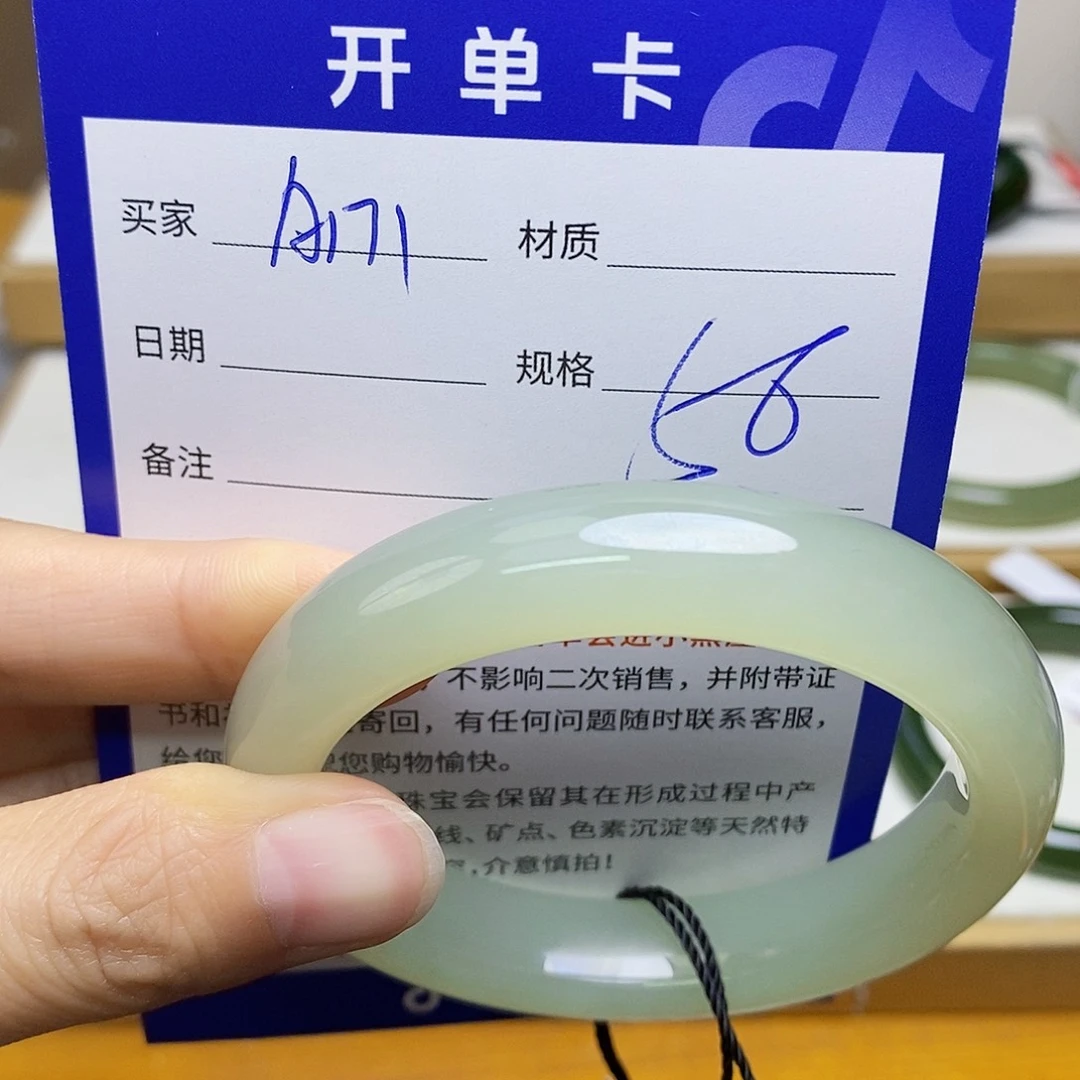 开单卡
买家 A171 材质
日期 规格 58
备注
不影响二次销售，并附带证
书和 寄回，有任何问题随时联系客服，
给您 您购物愉快。
珠宝会保留其在形成过程中产
线、矿点、色素沉淀等天然特
，介意慎拍！